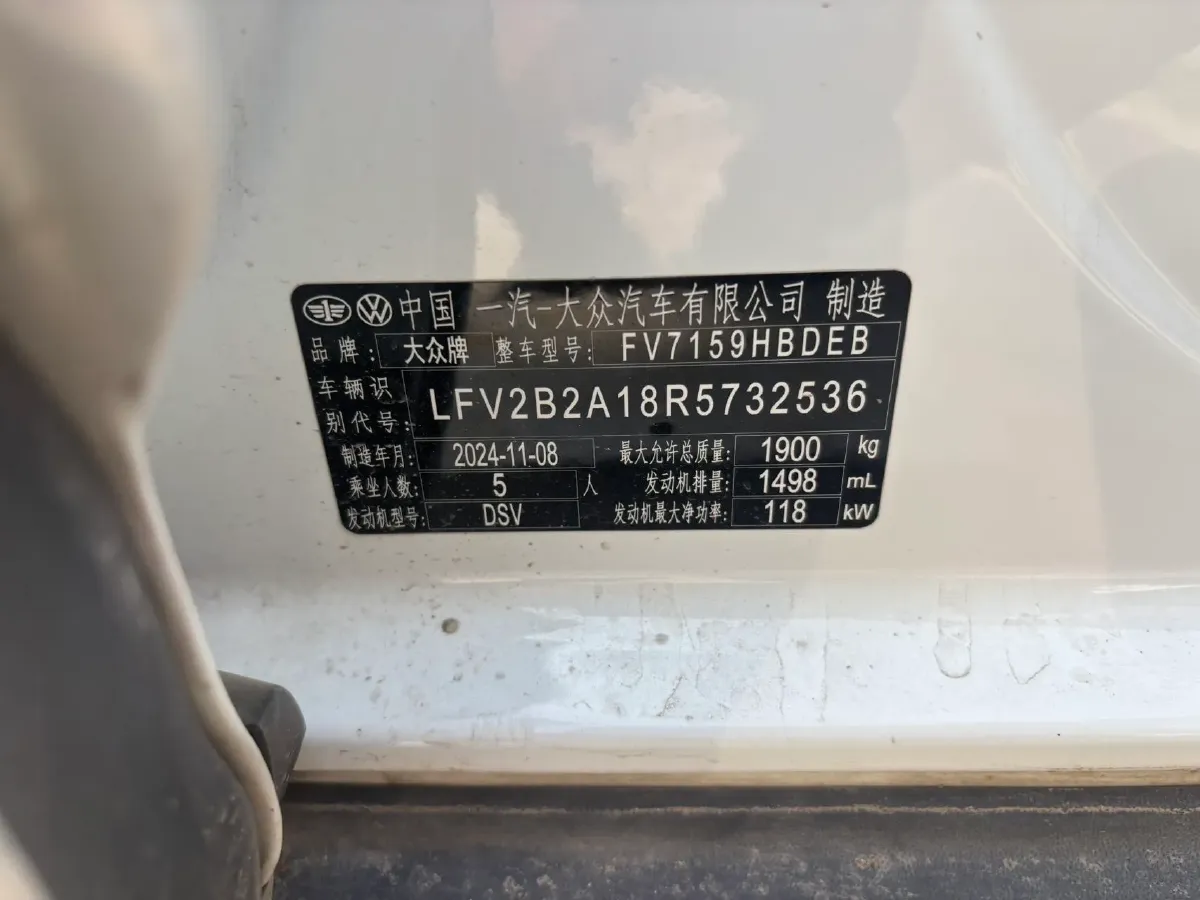 中国 一汽-大众汽车有限公司 制造
品牌: 大众牌 整车型号: FV7159HBDEB
车辆识别代号: LFV2B2A18R5732536
制造年月: 2024-11-08 最大允许总质量: 1900 kg
乘坐人数: 5 人 发动机排量: 1498 mL
发动机型号: DSV 发动机最大净功率: 118 kW